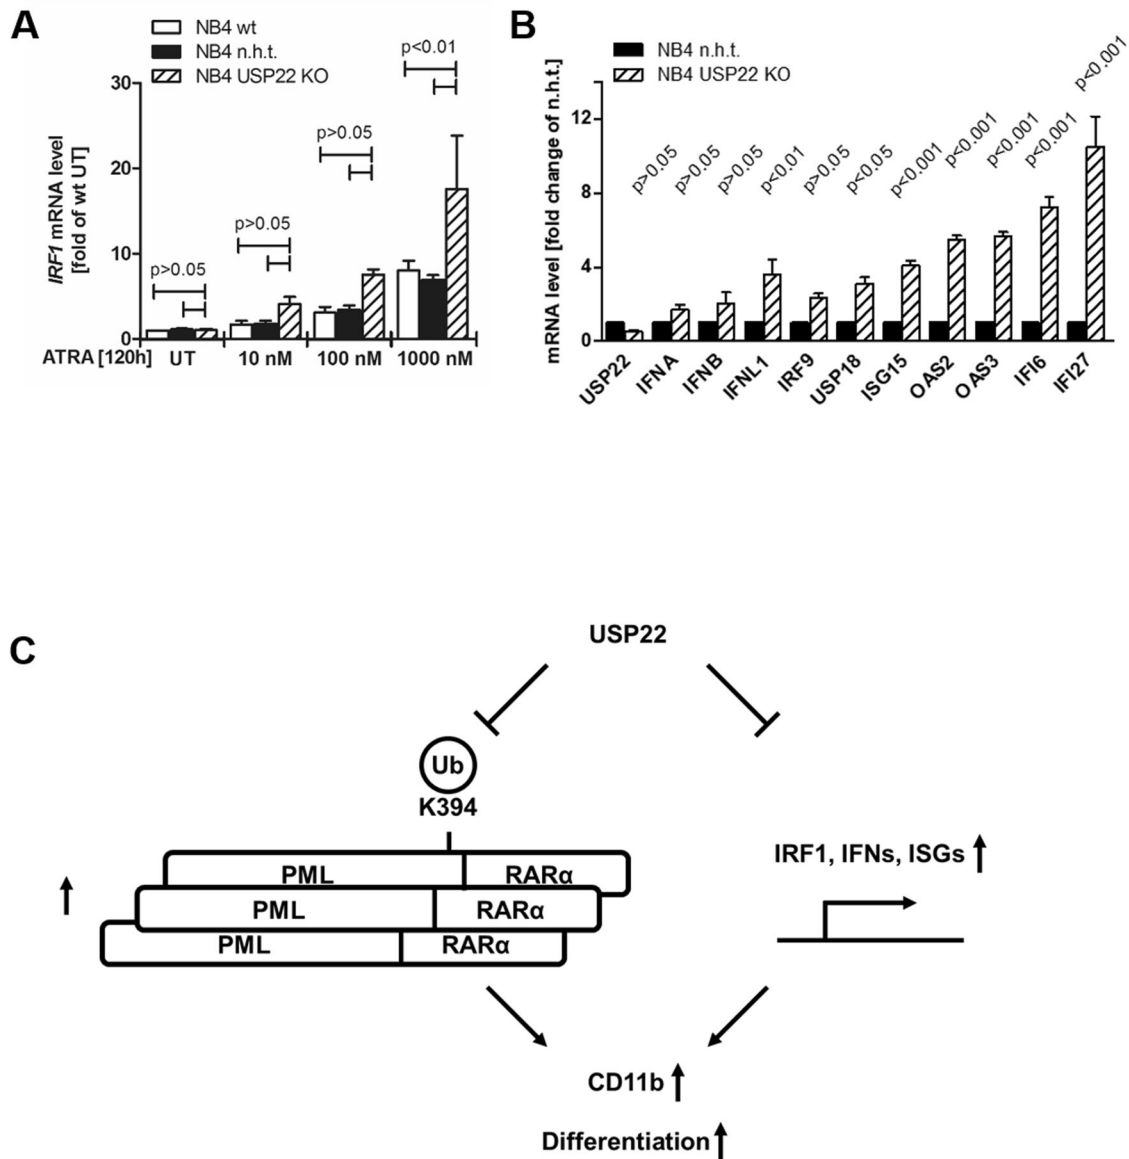 A
NB4 wt
NB4 n.h.t.
NB4 USP22 KO
IRF1 mRNA level
[fold of wt UT]
30
20
10
0
p>0.05
p>0.05
p>0.05
p<0.01
ATRA [120h]
UT
10 nM
100 nM
1000 nM
B
NB4 n.h.t.
NB4 USP22 KO
mRNA level [fold change of n.h.t.]
12
8
4
0
p>0.05
p>0.05
p>0.05
p<0.01
p>0.05
p<0.05
p<0.001
p<0.001
p<0.001
p<0.001
p<0.001
USP22
IFNA
IFNB
IFNL1
IRF9
USP18
ISG15
OAS2
OAS3
IFI6
IFI27
C
USP22
Ub
K394
PML RARα
PML RARα
PML RARα
IRF1, IFNs, ISGs
CD11b
Differentiation